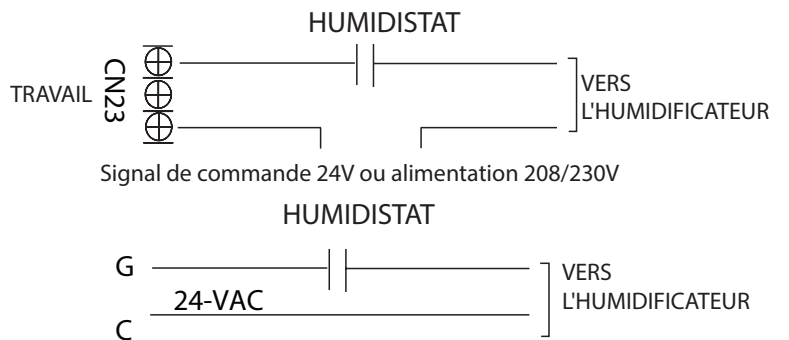 HUMIDISTAT
TRAVAIL
CN23
VERS
L'HUMIDIFICATEUR
Signal de commande 24V ou alimentation 208/230V
HUMIDISTAT
G
24-VAC
C
VERS
L'HUMIDIFICATEUR